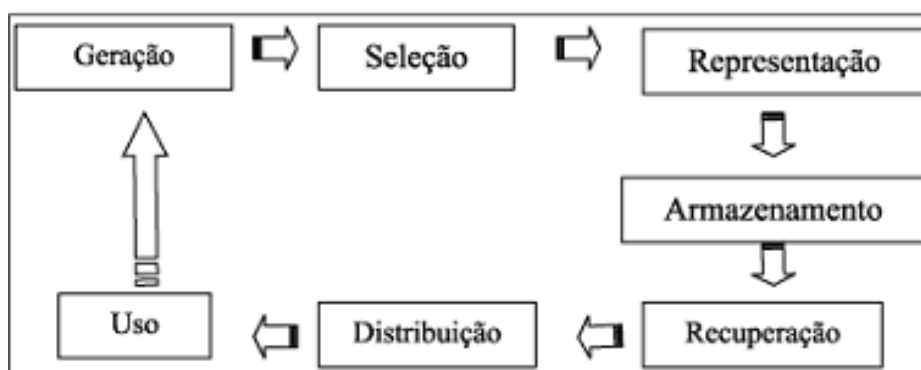 Geração
Seleção
Representação
Armazenamento
Recuperação
Distribuição
Uso